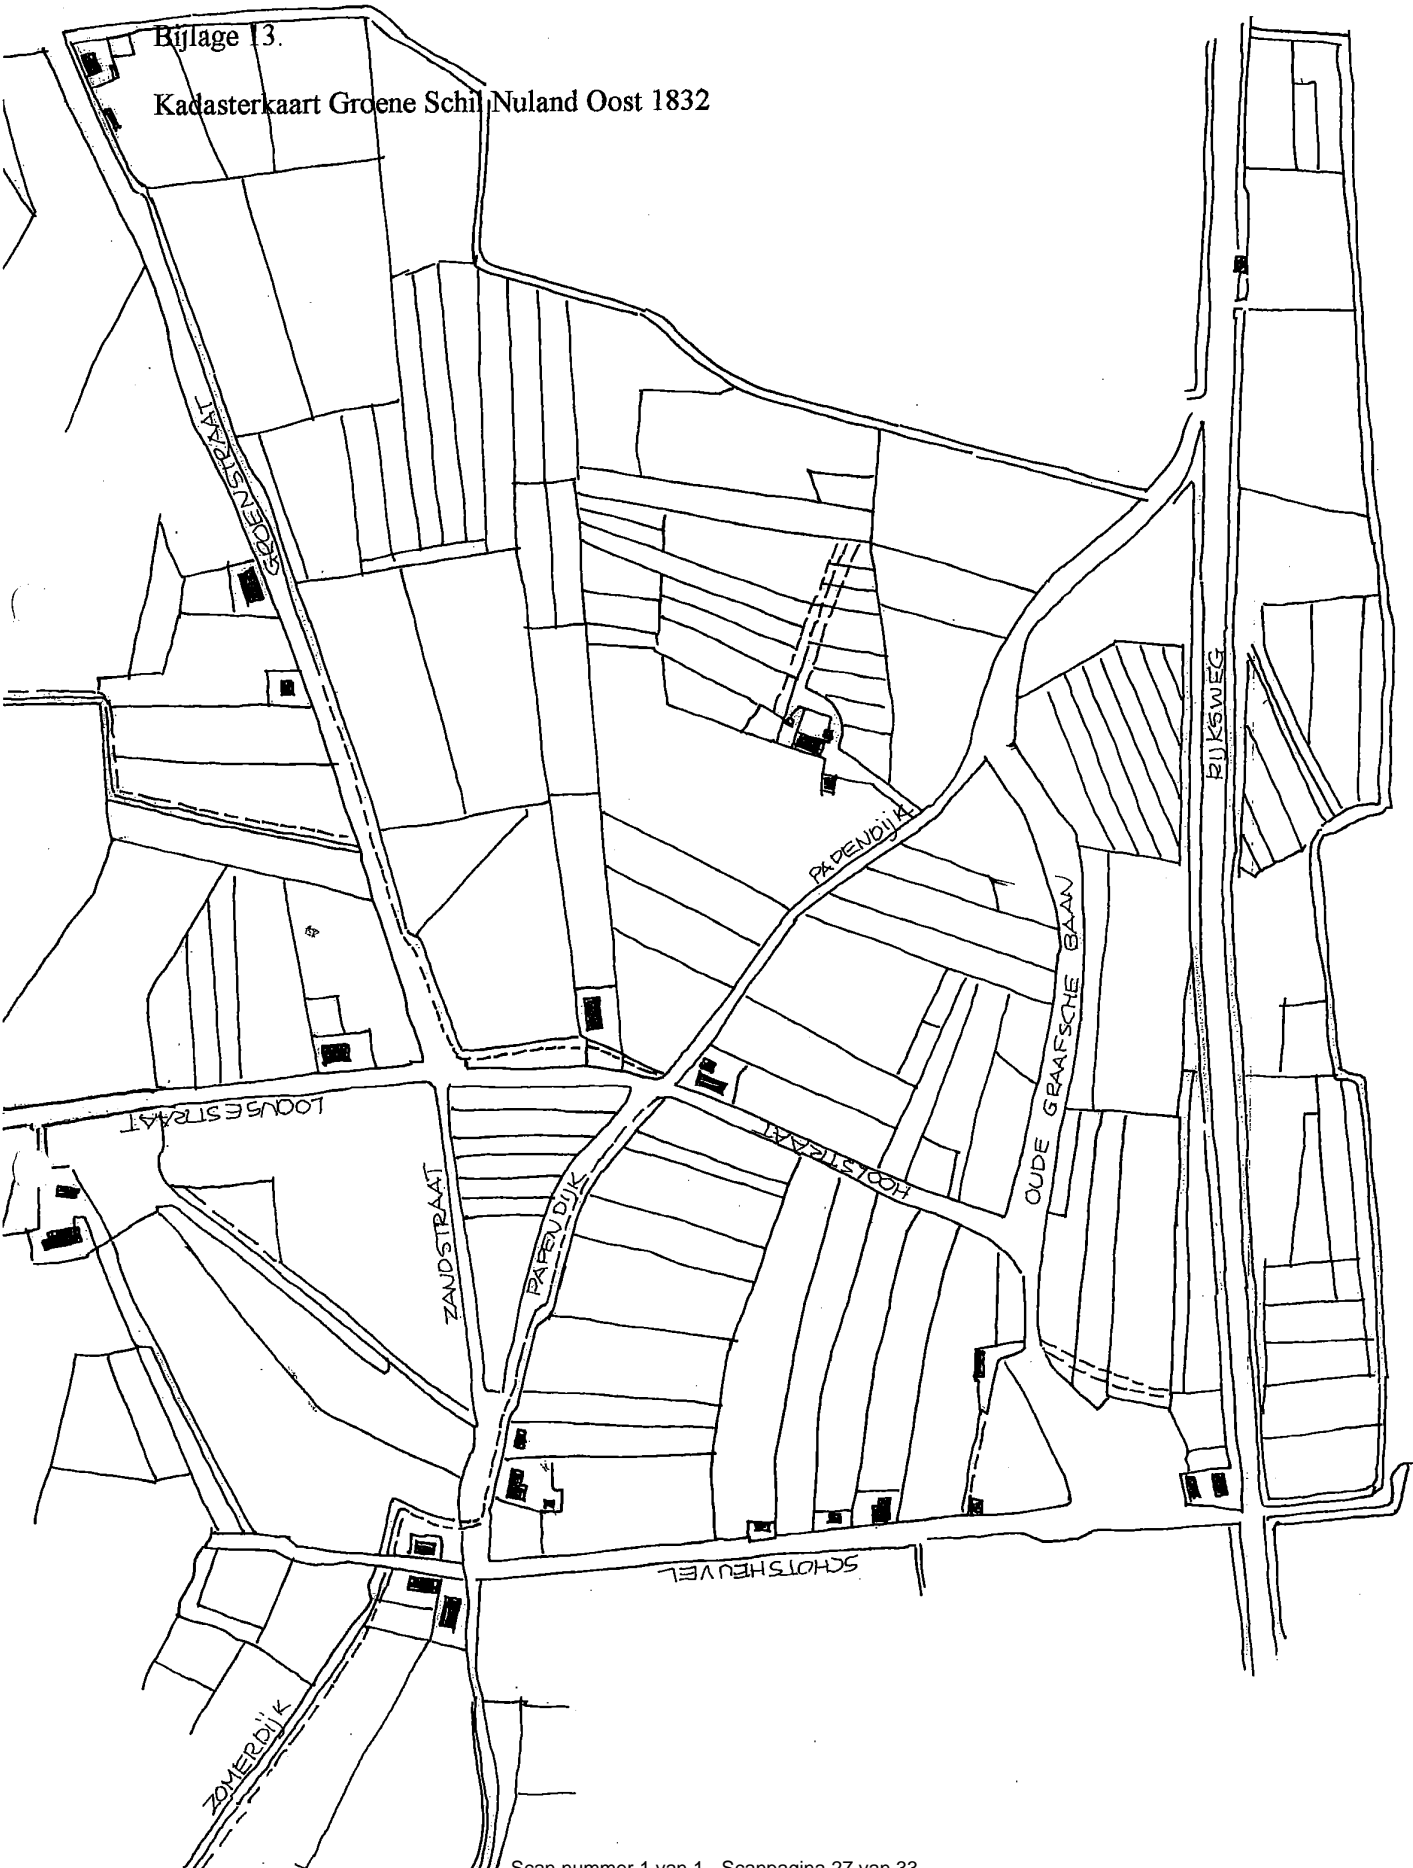 Bijlage 13.
Kadasterkaart Groene Schil Nuland Oost 1832
GROENSTRAAT
RIJKSWEG
PAPENDIJK
OUDE GRAAFSCHE BAAN
LOOVSESTRAAT
HOOLSTRAAT
ZANDSTRAAT
PAPENDIJK
SCHOTSHEUVEL
ZOMERDIJK
Scan nummer 1 van 1 - Scanpagina 27 van 33